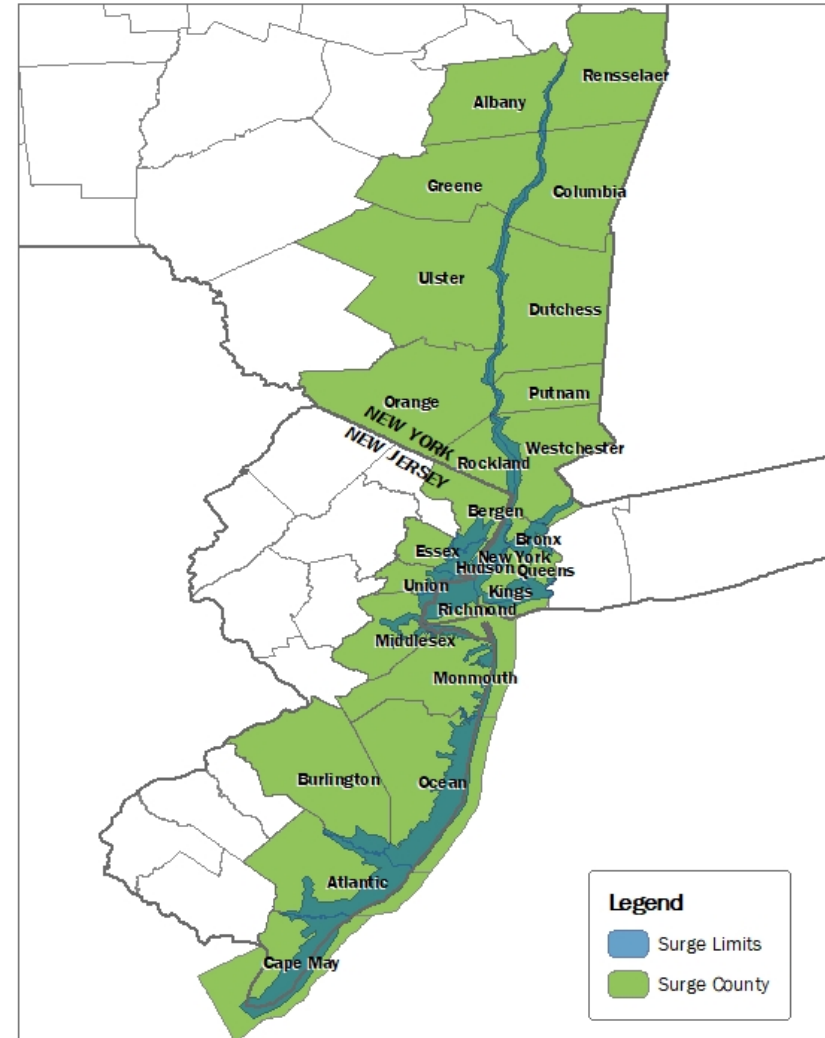 Rensselaer
Albany
Greene
Columbia
Ulster
Dutchess
Putnam
Orange
NEW YORK
NEW JERSEY
Westchester
Rockland
Bergen
Bronx
Essex
New York
Hudson
Queens
Union
Kings
Richmond
Middlesex
Monmouth
Burlington
Ocean
Atlantic
Cape May
Legend
Surge Limits
Surge County